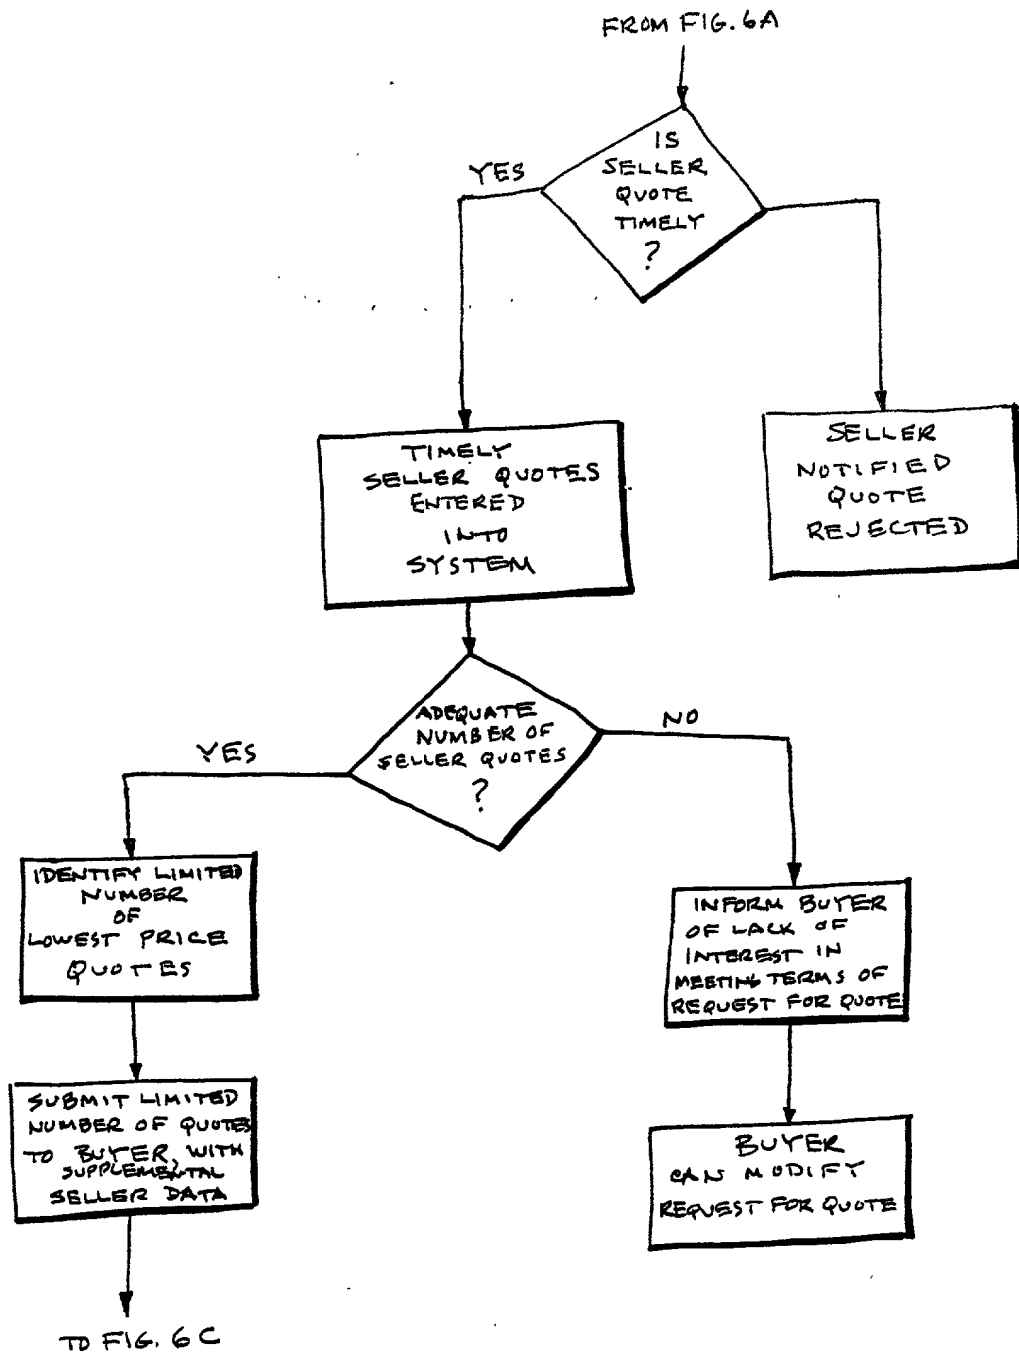 FROM FIG. 6A
IS
SELLER
QUOTE
TIMELY
?
YES
TIMELY
SELLER QUOTES
ENTERED
INTO
SYSTEM
SELLER
NOTIFIED
QUOTE
REJECTED
ADEQUATE
NUMBER OF
SELLER QUOTES
?
YES
NO
IDENTIFY LIMITED
NUMBER
OF
LOWEST PRICE
QUOTES
INFORM BUYER
OF LACK OF
INTEREST IN
MEETING TERMS OF
REQUEST FOR QUOTE
SUBMIT LIMITED
NUMBER OF QUOTES
TO BUYER, WITH
SUPPLEMENTAL
SELLER DATA
BUYER
CAN MODIFY
REQUEST FOR QUOTE
TO FIG. 6C